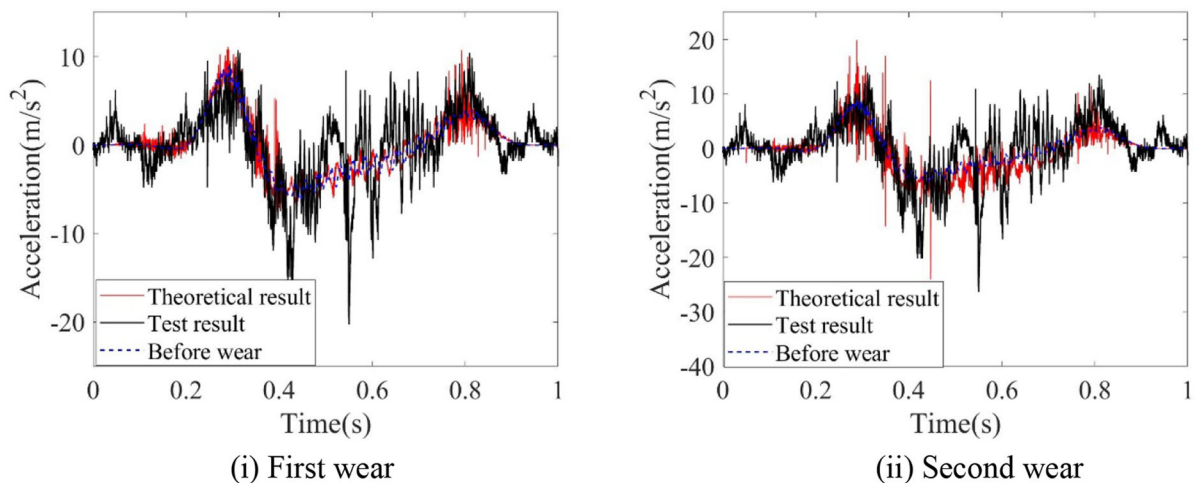 Acceleration(m/s²)
10
0
-10
-20
Theoretical result
Test result
Before wear
0 0.2 0.4 0.6 0.8 1
Time(s)
(i) First wear
Acceleration(m/s²)
20
10
0
-10
-20
-30
-40
Theoretical result
Test result
Before wear
0 0.2 0.4 0.6 0.8 1
Time(s)
(ii) Second wear